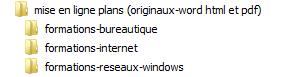 mise en ligne plans (originaux-word html et pdf)
formations-bureautique
formations-internet
formations-reseaux-windows